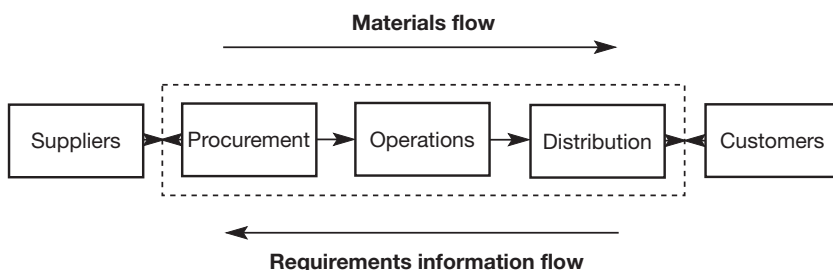 Materials flow
Suppliers
Procurement
Operations
Distribution
Customers
Requirements information flow